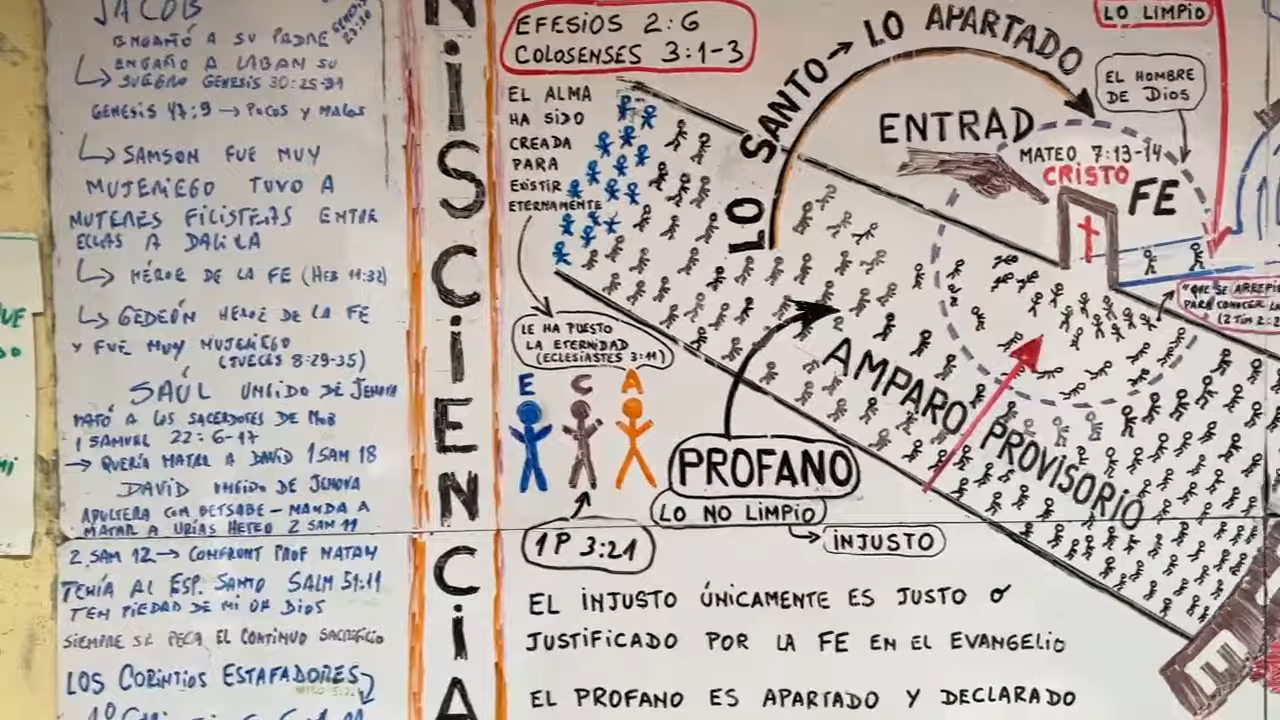 JACOB
ENGAÑÓ A SU PADRE
GENESIS
ENGAÑÓ A LABAN SU
SUEGRO GENESIS 30:25-31
GENESIS 47:9 → POCOS Y MALOS
SAMSON FUE MUY
MUJERIEGO TUVO A
MUJERES FILISTEAS ENTRE
ELLAS A DALILA
HÉROE DE LA FE (HEB 11:32)
GEDEÓN HEROE DE LA FE
Y FUE MUY MUJERIEGO
(JUECES 8:29-35)
SAÚL UNGIDO DE JEHOVA
MATÓ A LOS SACERDOTES DE NOB
1 SAMUEL 22:6-17
→ QUERÍA MATAR A DAVID 1 SAM 18
DAVID UNGIDO DE JEHOVA
ADULTERA CON BETSABE - MANDA A
MATAR A URÍAS HETEO 2 SAM 11
2 SAM 12 → CONFRONT PROF NATAN
TENÍA AL ESP. SANTO SALM 51:11
TEN PIEDAD DE MI OH DIOS
SIEMPRE SE PECA, EL CONTINUO SACRIFICIO
LOS CORINTIOS ESTAFADORES
NiSCiENCiA
EFESIOS 2:6
COLOSENSES 3:1-3
EL ALMA
HA SIDO
CREADA
PARA
EXISTIR
ETERNAMENTE
LE HA PUESTO
LA ETERNIDAD
(ECLESIASTES 3:11)
E C A
1P 3:21
LO SANTO → LO APARTADO
LO LIMPIO
EL HOMBRE
DE DIOS
ENTRAD
MATEO 7:13-14
CRISTO
FE
AMPARO PROVISORIO
PROFANO
LO NO LIMPIO
INJUSTO
EL INJUSTO ÚNICAMENTE ES JUSTO O
JUSTIFICADO POR LA FE EN EL EVANGELIO
EL PROFANO ES APARTADO Y DECLARADO